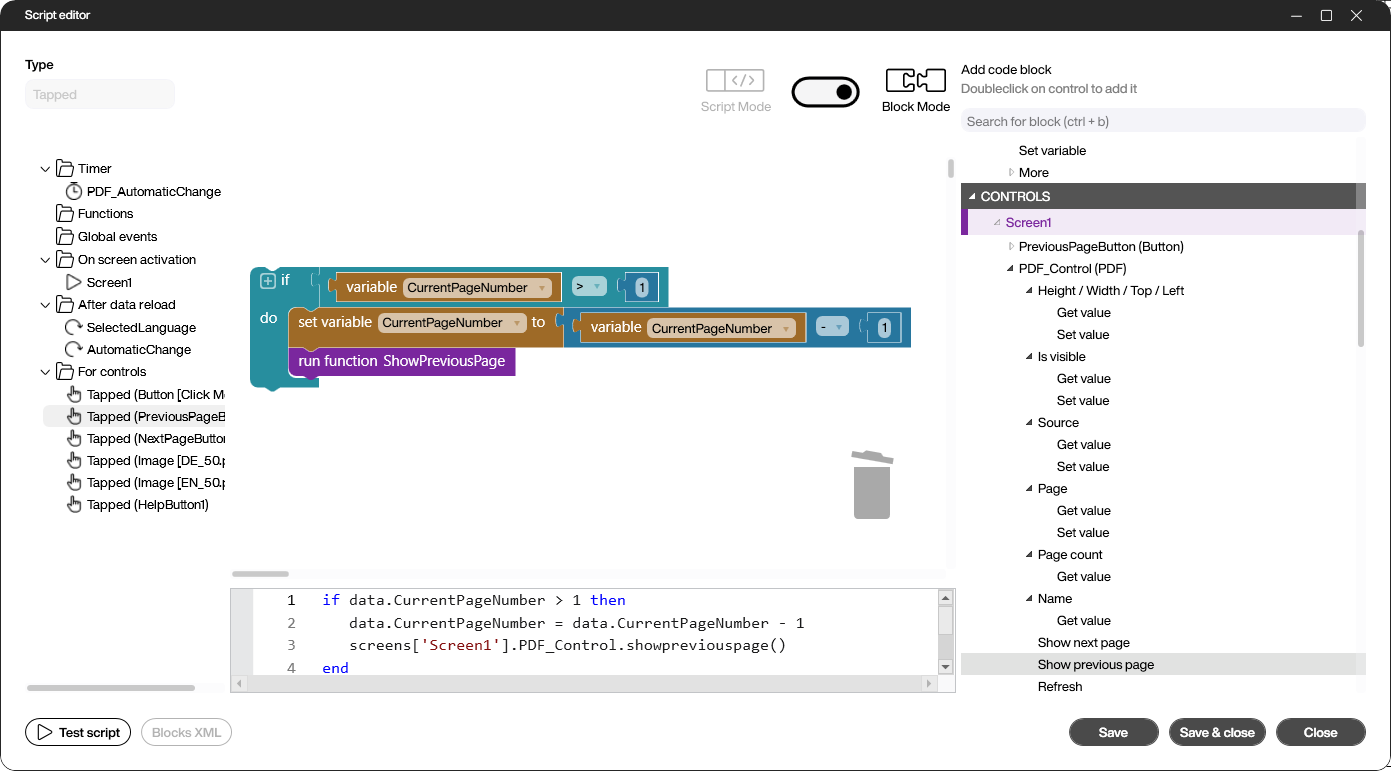 Script editor
Type
Tapped
Script Mode
Block Mode
Add code block
Doubleclick on control to add it
Search for block (ctrl + b)
Timer
PDF_AutomaticChange
Functions
Global events
On screen activation
Screen1
After data reload
SelectedLanguage
AutomaticChange
For controls
Tapped (Button [Click M
Tapped (PreviousPageB
Tapped (NextPageButton
Tapped (Image [DE_50.p
Tapped (Image [EN_50.p
Tapped (HelpButton1)
if variable CurrentPageNumber > 1
do set variable CurrentPageNumber to variable CurrentPageNumber - 1
run function ShowPreviousPage
1 if data.CurrentPageNumber > 1 then
2 data.CurrentPageNumber = data.CurrentPageNumber - 1
3 screens['Screen1'].PDF_Control.showpreviouspage()
4 end
Set variable
More
CONTROLS
Screen1
PreviousPageButton (Button)
PDF_Control (PDF)
Height / Width / Top / Left
Get value
Set value
Is visible
Get value
Set value
Source
Get value
Set value
Page
Get value
Set value
Page count
Get value
Name
Get value
Show next page
Show previous page
Refresh
Test script
Blocks XML
Save
Save & close
Close